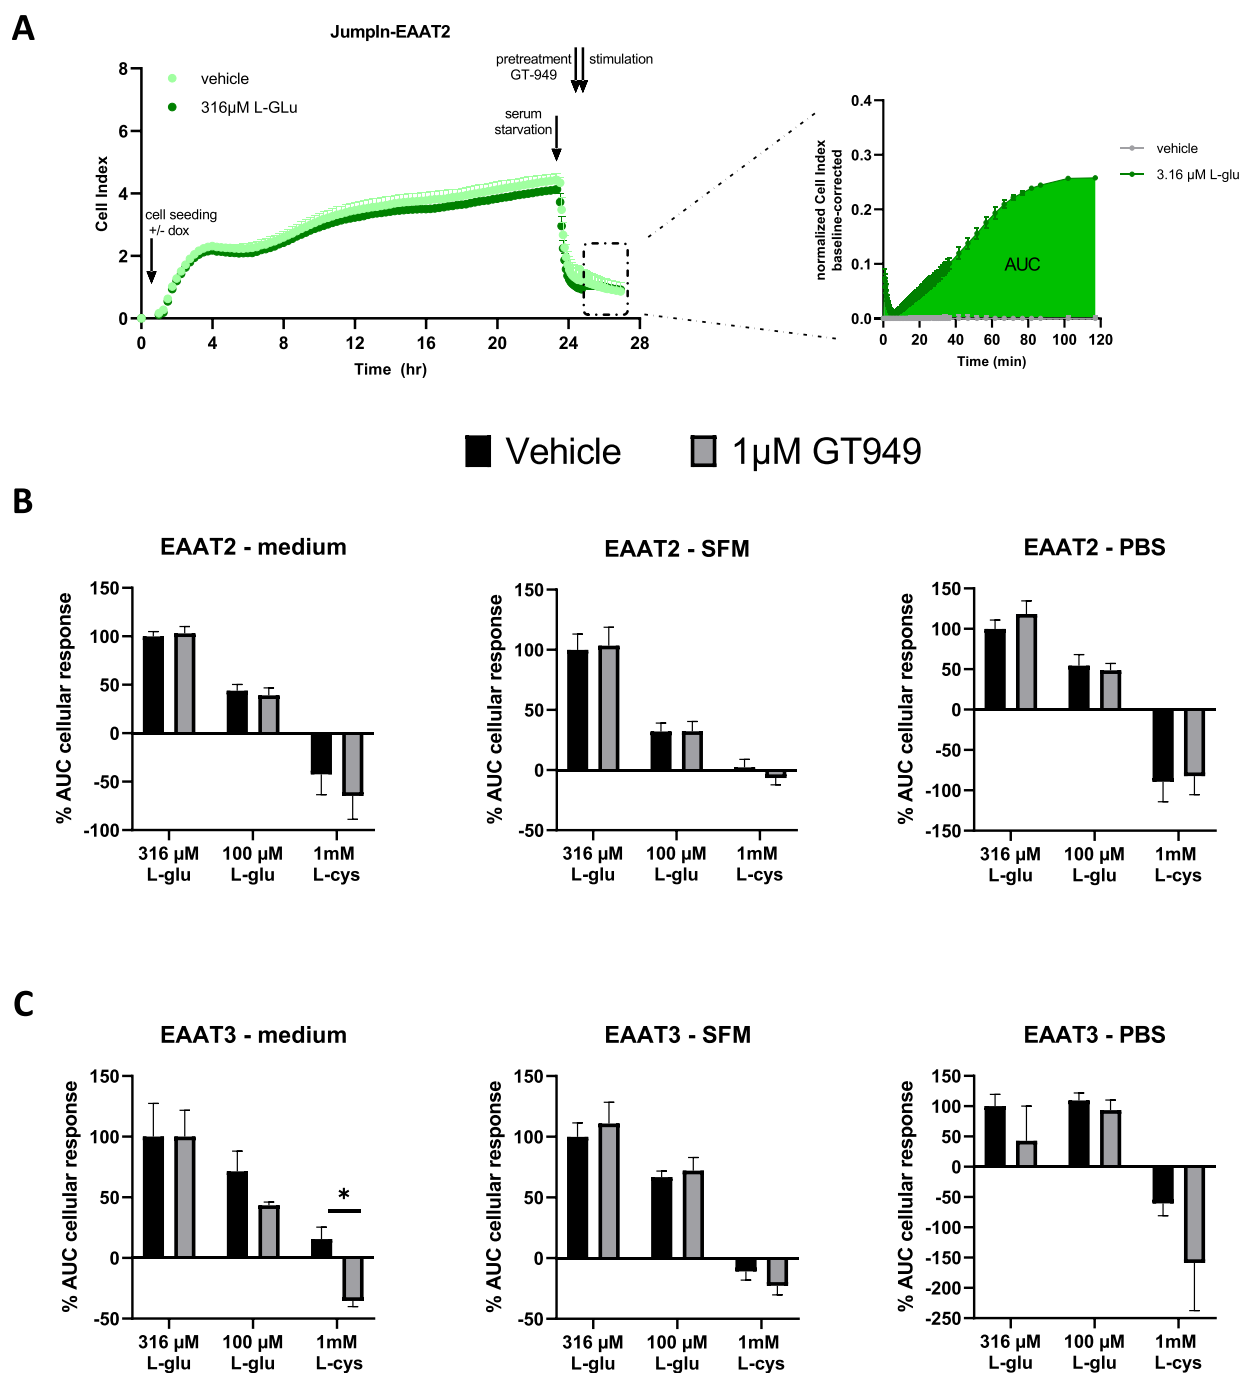 A
JumpIn-EAAT2
pretreatment
GT-949
stimulation
serum
starvation
vehicle
316µM L-GLu
cell seeding
+/- dox
Cell Index
8
6
4
2
0
0 4 8 12 16 20 24 28
Time (hr)
normalized Cell Index
baseline-corrected
0.4
0.3
0.2
0.1
0.0
AUC
0 20 40 60 80 100 120
Time (min)
vehicle
3.16 µM L-glu
Vehicle 1µM GT949
B
EAAT2 - medium
% AUC cellular response
150
100
50
0
-50
-100
316 µM 100 µM 1mM
L-glu L-glu L-cys
EAAT2 - SFM
% AUC cellular response
150
100
50
0
-50
316 µM 100 µM 1mM
L-glu L-glu L-cys
EAAT2 - PBS
% AUC cellular response
150
100
50
0
-50
-100
-150
316 µM 100 µM 1mM
L-glu L-glu L-cys
C
EAAT3 - medium
% AUC cellular response
150
100
50
0
-50
*
316 µM 100 µM 1mM
L-glu L-glu L-cys
EAAT3 - SFM
% AUC cellular response
150
100
50
0
-50
316 µM 100 µM 1mM
L-glu L-glu L-cys
EAAT3 - PBS
% AUC cellular response
150
100
50
0
-50
-100
-150
-200
-250
316 µM 100 µM 1mM
L-glu L-glu L-cys